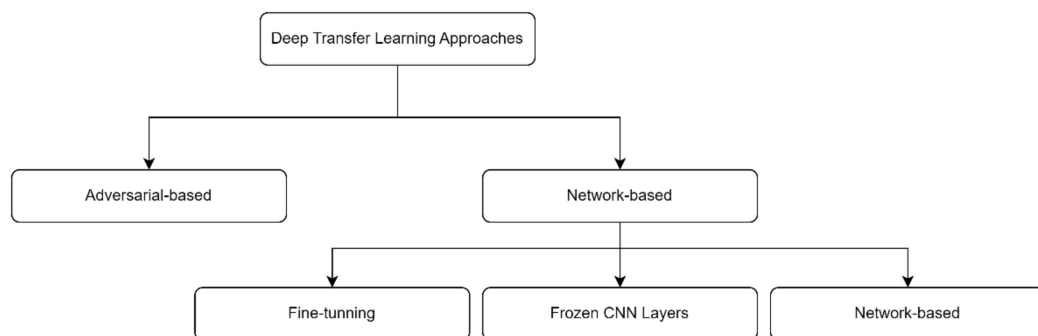 Deep Transfer Learning Approaches
Adversarial-based
Network-based
Fine-tunning
Frozen CNN Layers
Network-based